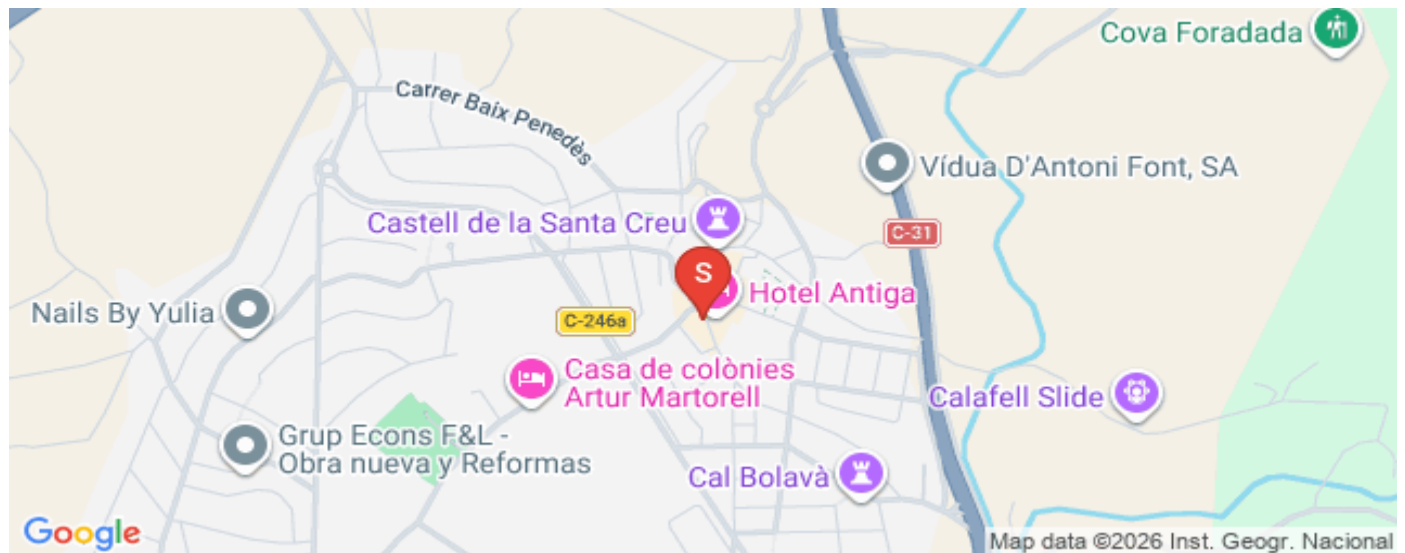 Cova Foradada
Carrer Baix Penedès
Vídua D'Antoni Font, SA
Castell de la Santa Creu
C-31
S
Hotel Antiga
Nails By Yulia
C-246a
Casa de colònies
Artur Martorell
Calafell Slide
Grup Econs F&L -
Obra nueva y Reformas
Cal Bolavà
Google
Map data ©2026 Inst. Geogr. Nacional